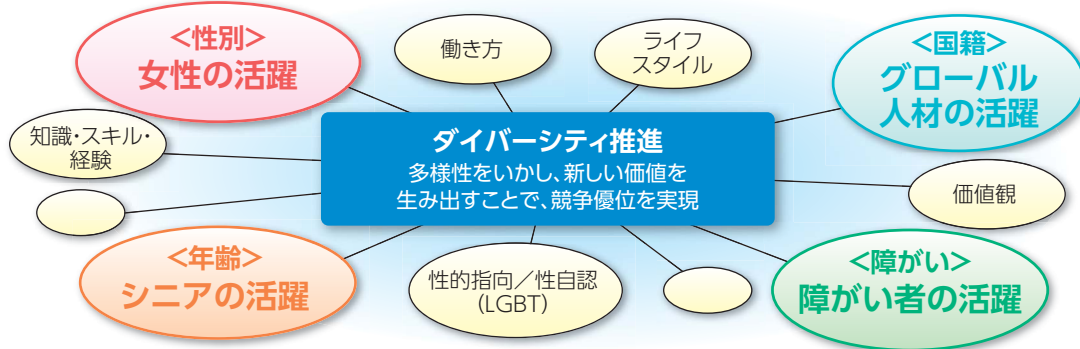 <性別>
女性の活躍
働き方
ライフ
スタイル
<国籍>
グローバル
人材の活躍
知識・スキル・
経験
ダイバーシティ推進
多様性をいかし、新しい価値を
生み出すことで、競争優位を実現
価値観
<年齢>
シニアの活躍
性的指向／性自認
(LGBT)
<障がい>
障がい者の活躍